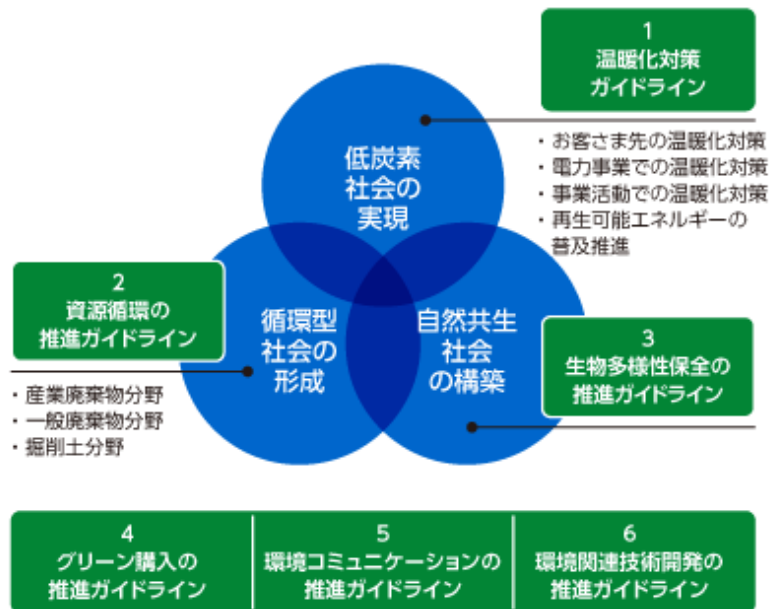 1
温暖化対策
ガイドライン
低炭素
社会の
実現
・お客さま先の温暖化対策
・電力事業での温暖化対策
・事業活動での温暖化対策
・再生可能エネルギーの
普及推進
2
資源循環の
推進ガイドライン
循環型
社会の
形成
自然共生
社会
の構築
3
生物多様性保全の
推進ガイドライン
・産業廃棄物分野
・一般廃棄物分野
・掘削土分野
4
グリーン購入の
推進ガイドライン
5
環境コミュニケーションの
推進ガイドライン
6
環境関連技術開発の
推進ガイドライン